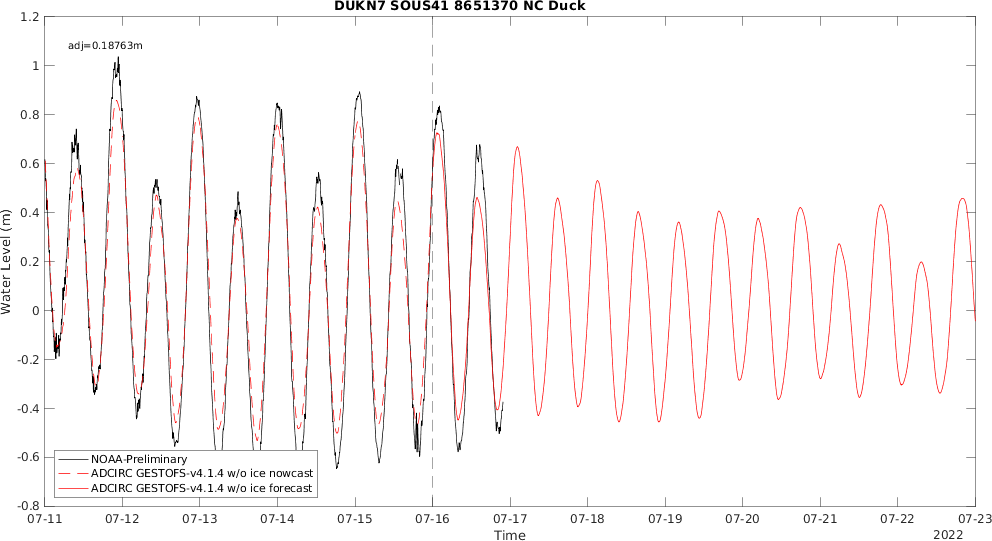 DUKN7 SOUS41 8651370 NC Duck
adj=0.18763m
1.2
1
0.8
0.6
0.4
0.2
0
-0.2
-0.4
-0.6
-0.8
Water Level (m)
NOAA-Preliminary
ADCIRC GESTOFS-v4.1.4 w/o ice nowcast
ADCIRC GESTOFS-v4.1.4 w/o ice forecast
07-11 07-12 07-13 07-14 07-15 07-16 07-17 07-18 07-19 07-20 07-21 07-22 07-23
Time
2022